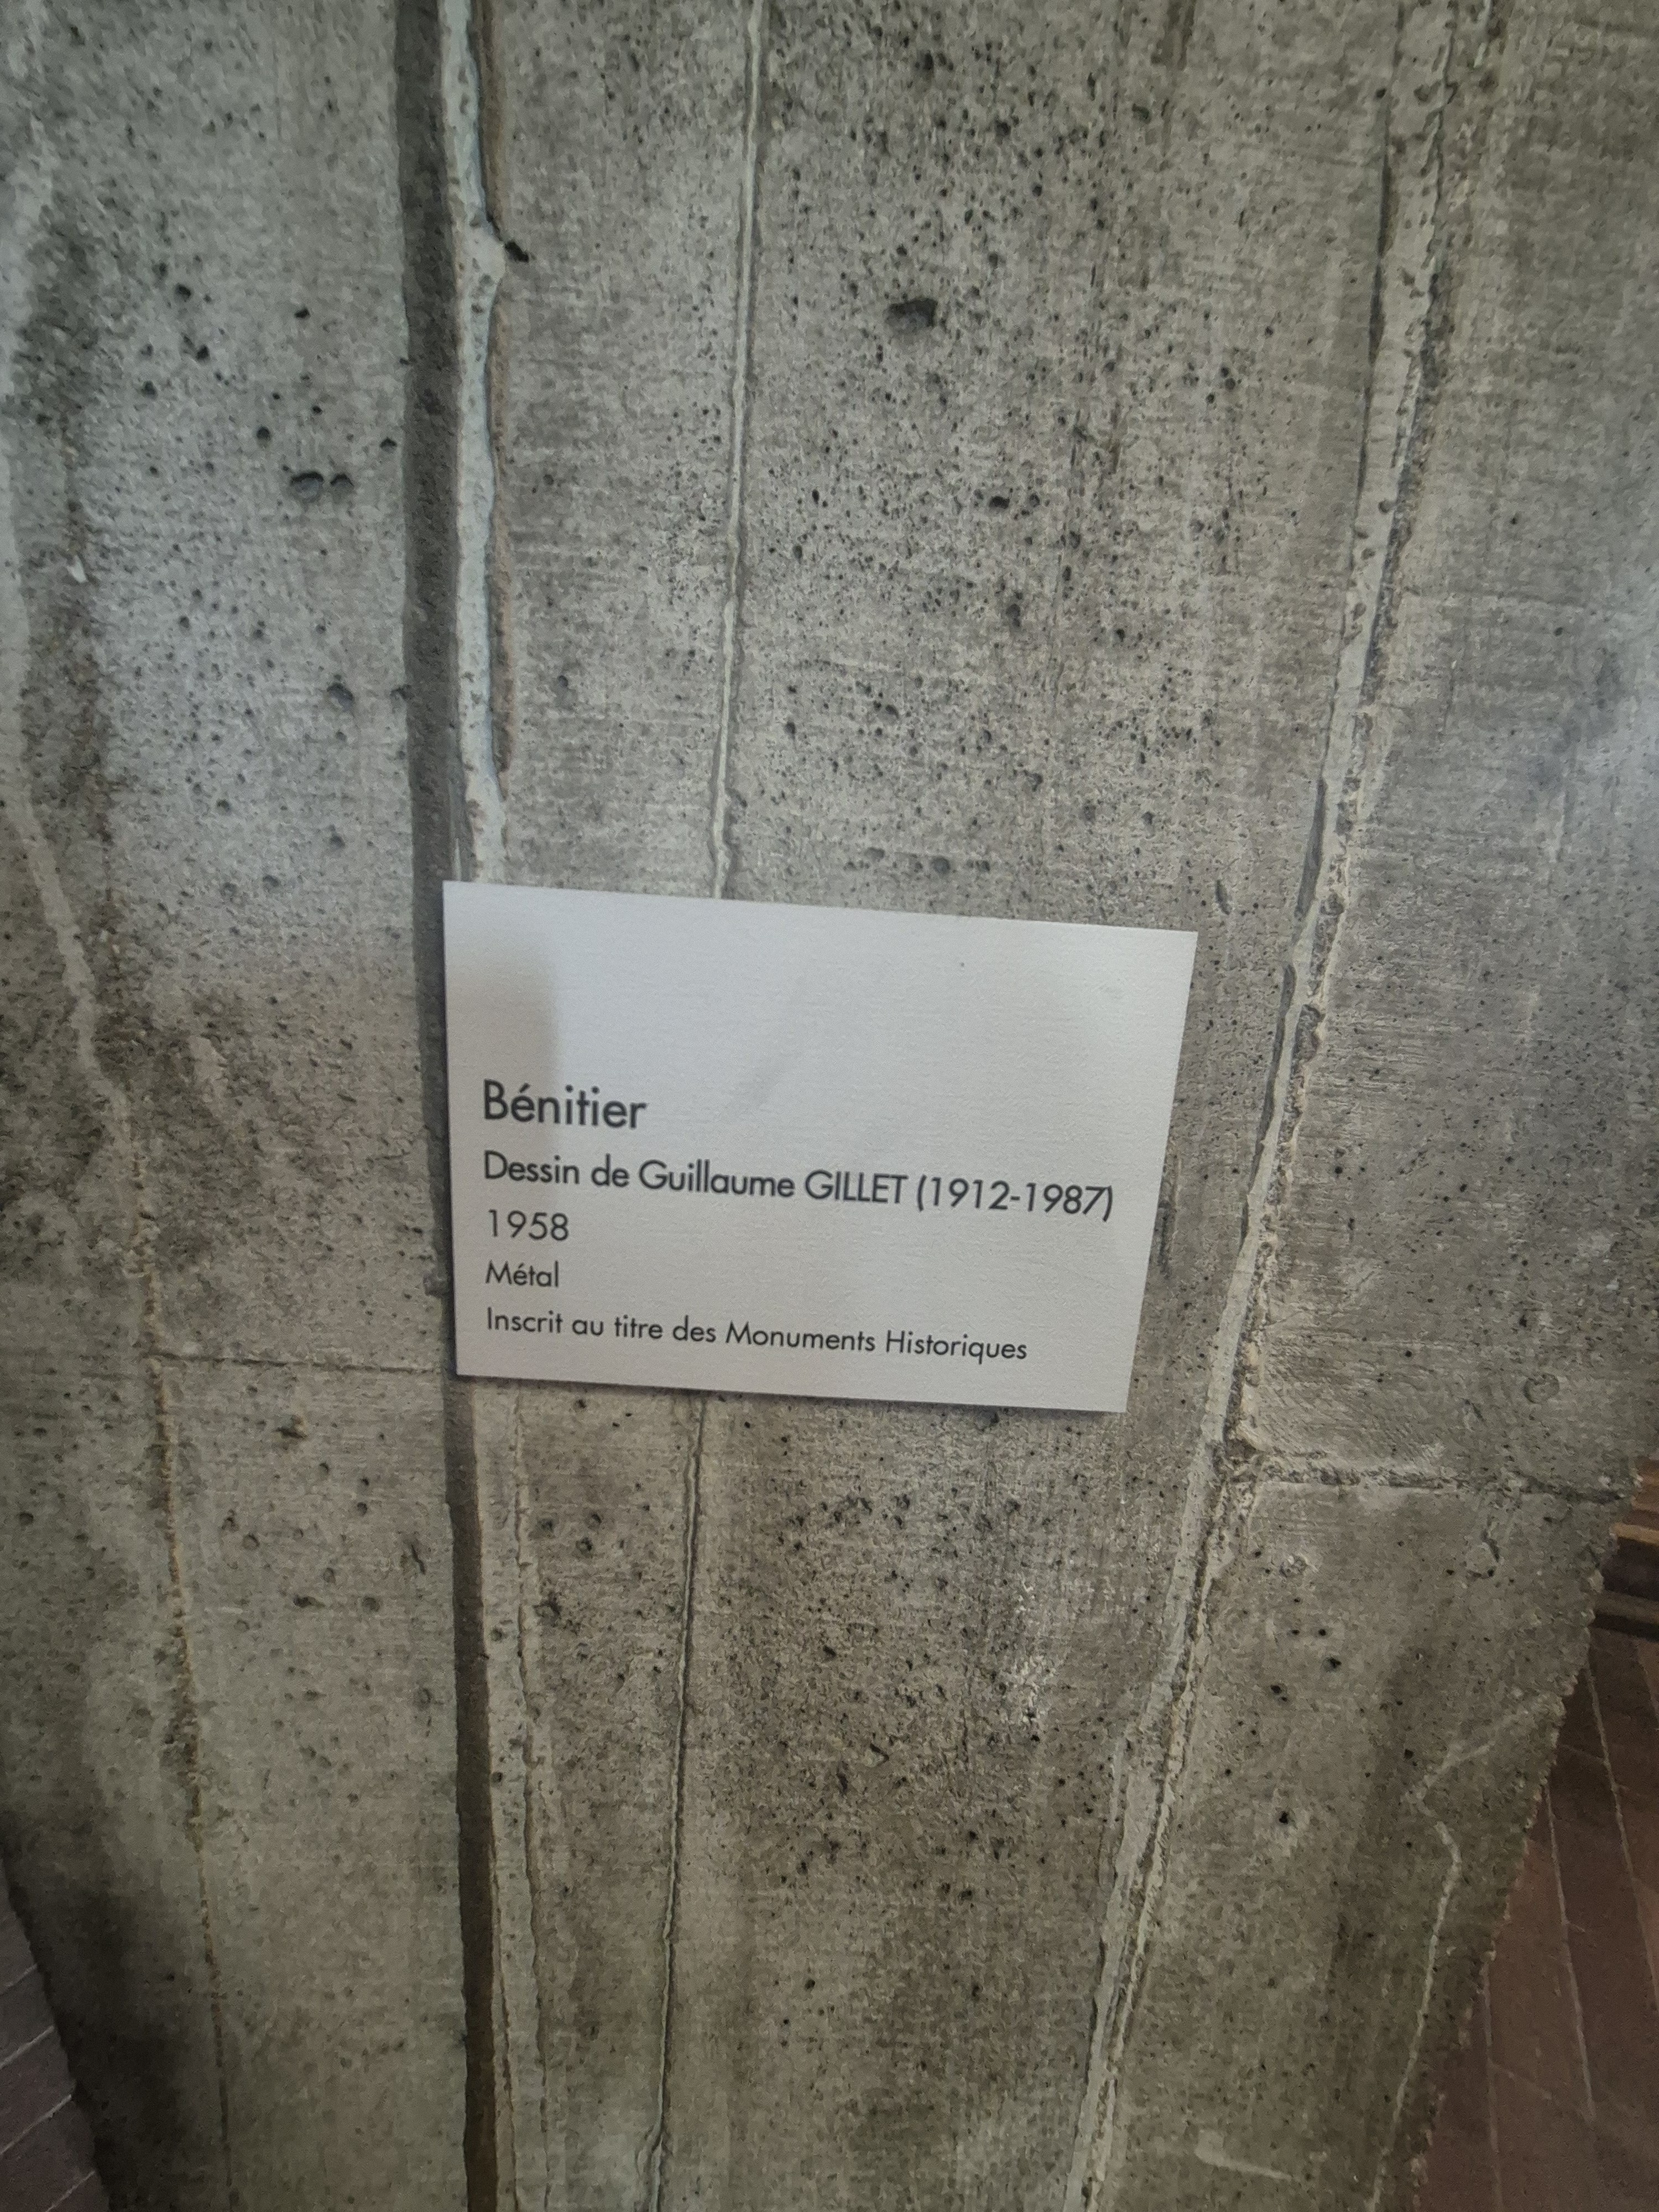 Bénitier
Dessin de Guillaume GILLET (1912-1987)
1958
Métal
Inscrit au titre des Monuments Historiques